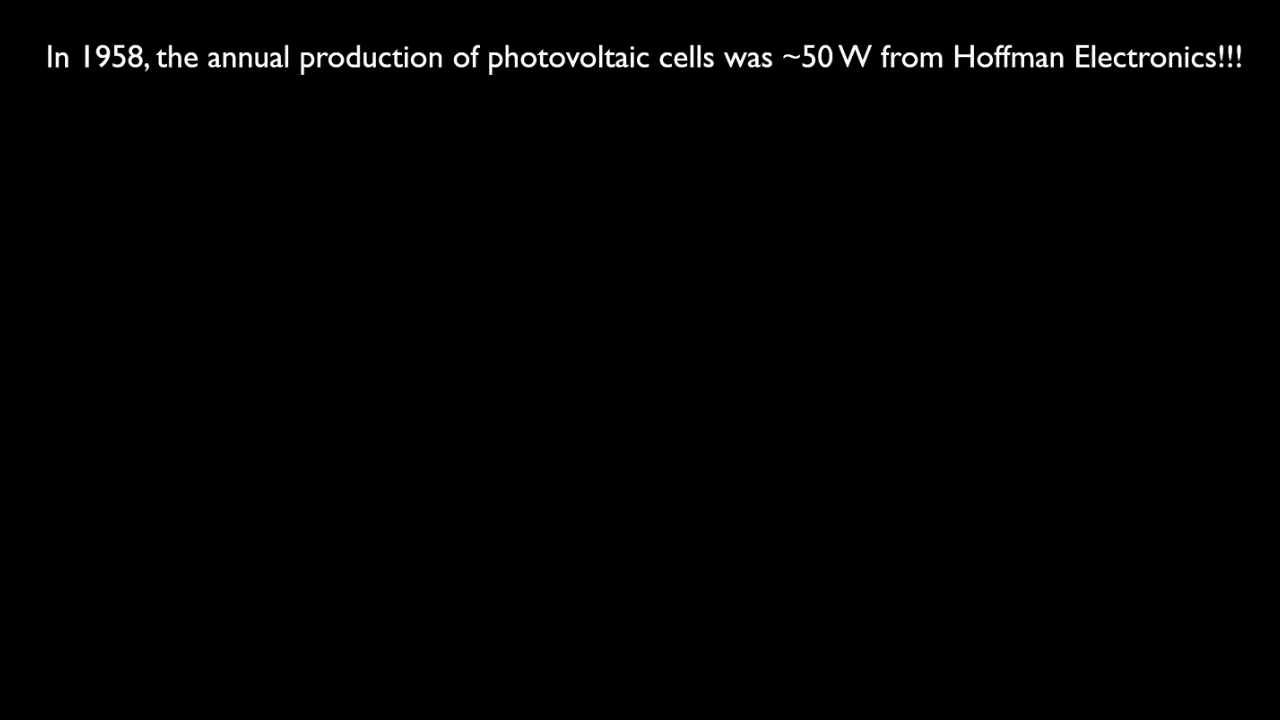 In 1958, the annual production of photovoltaic cells was ~50 W from Hoffman Electronics!!!